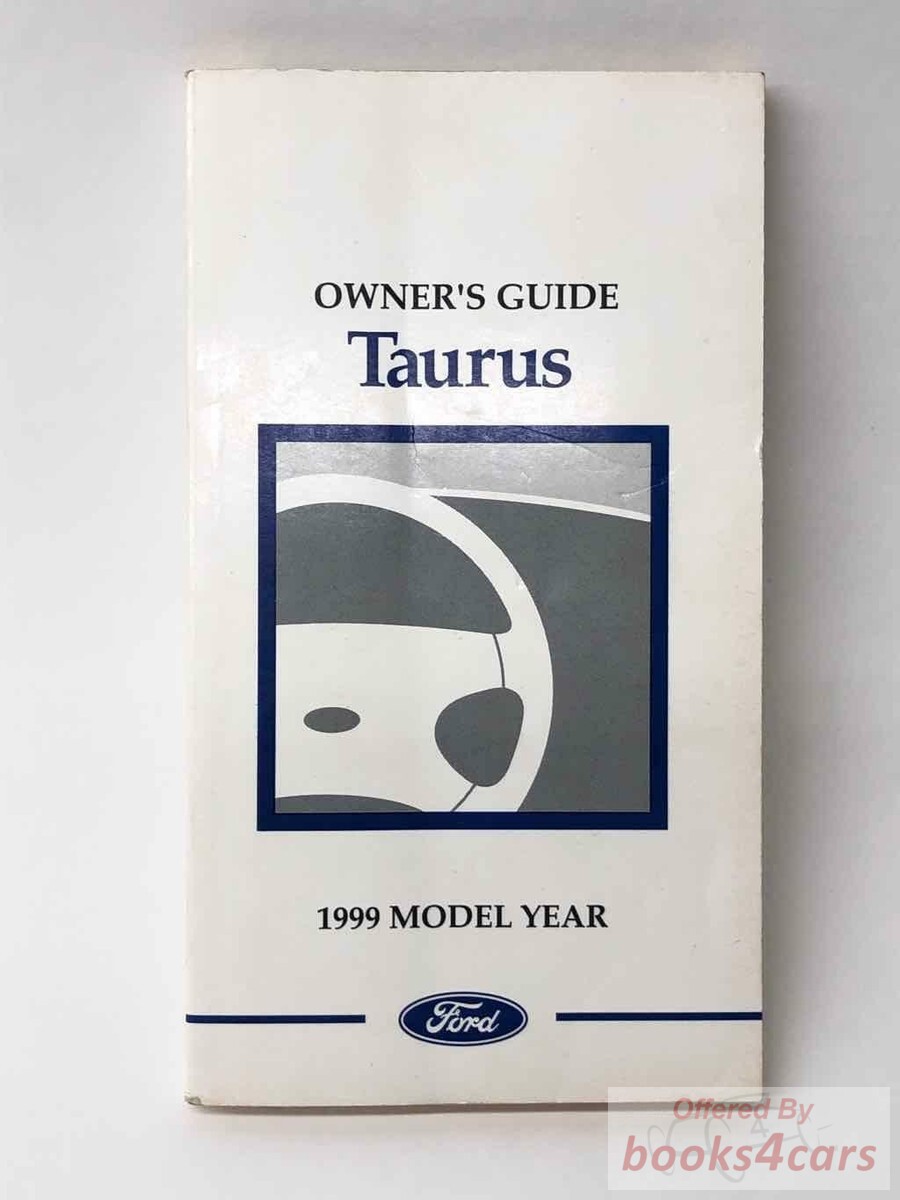 OWNER'S GUIDE
Taurus
1999 MODEL YEAR
Ford
Offered By
books4cars